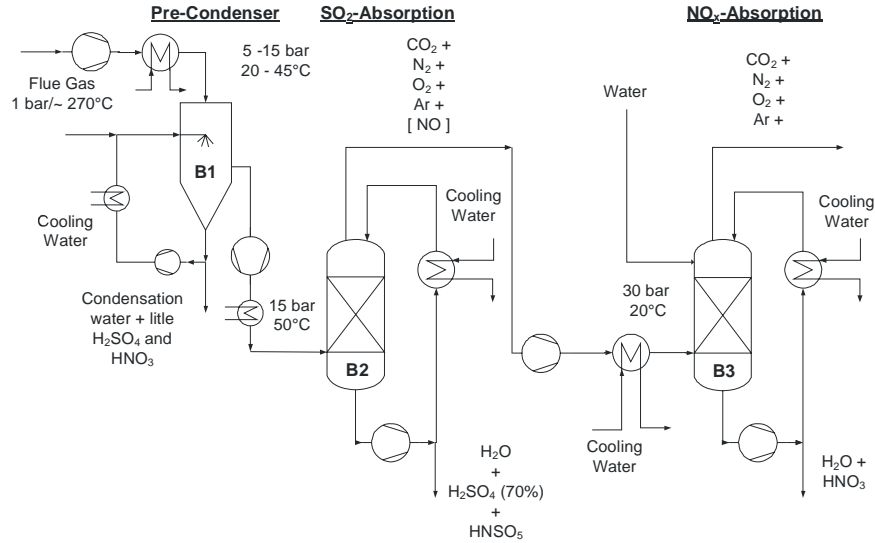 Pre-Condenser
SO2-Absorption
NOx-Absorption
5 -15 bar
20 - 45°C
Flue Gas
1 bar/~ 270°C
B1
Cooling
Water
Condensation
water + litle
H2SO4 and
HNO3
CO2 +
N2 +
O2 +
Ar +
[ NO ]
Cooling
Water
15 bar
50°C
B2
H2O
+
H2SO4 (70%)
+
HNSO5
Water
CO2 +
N2 +
O2 +
Ar +
Cooling
Water
30 bar
20°C
B3
Cooling
Water
H2O +
HNO3